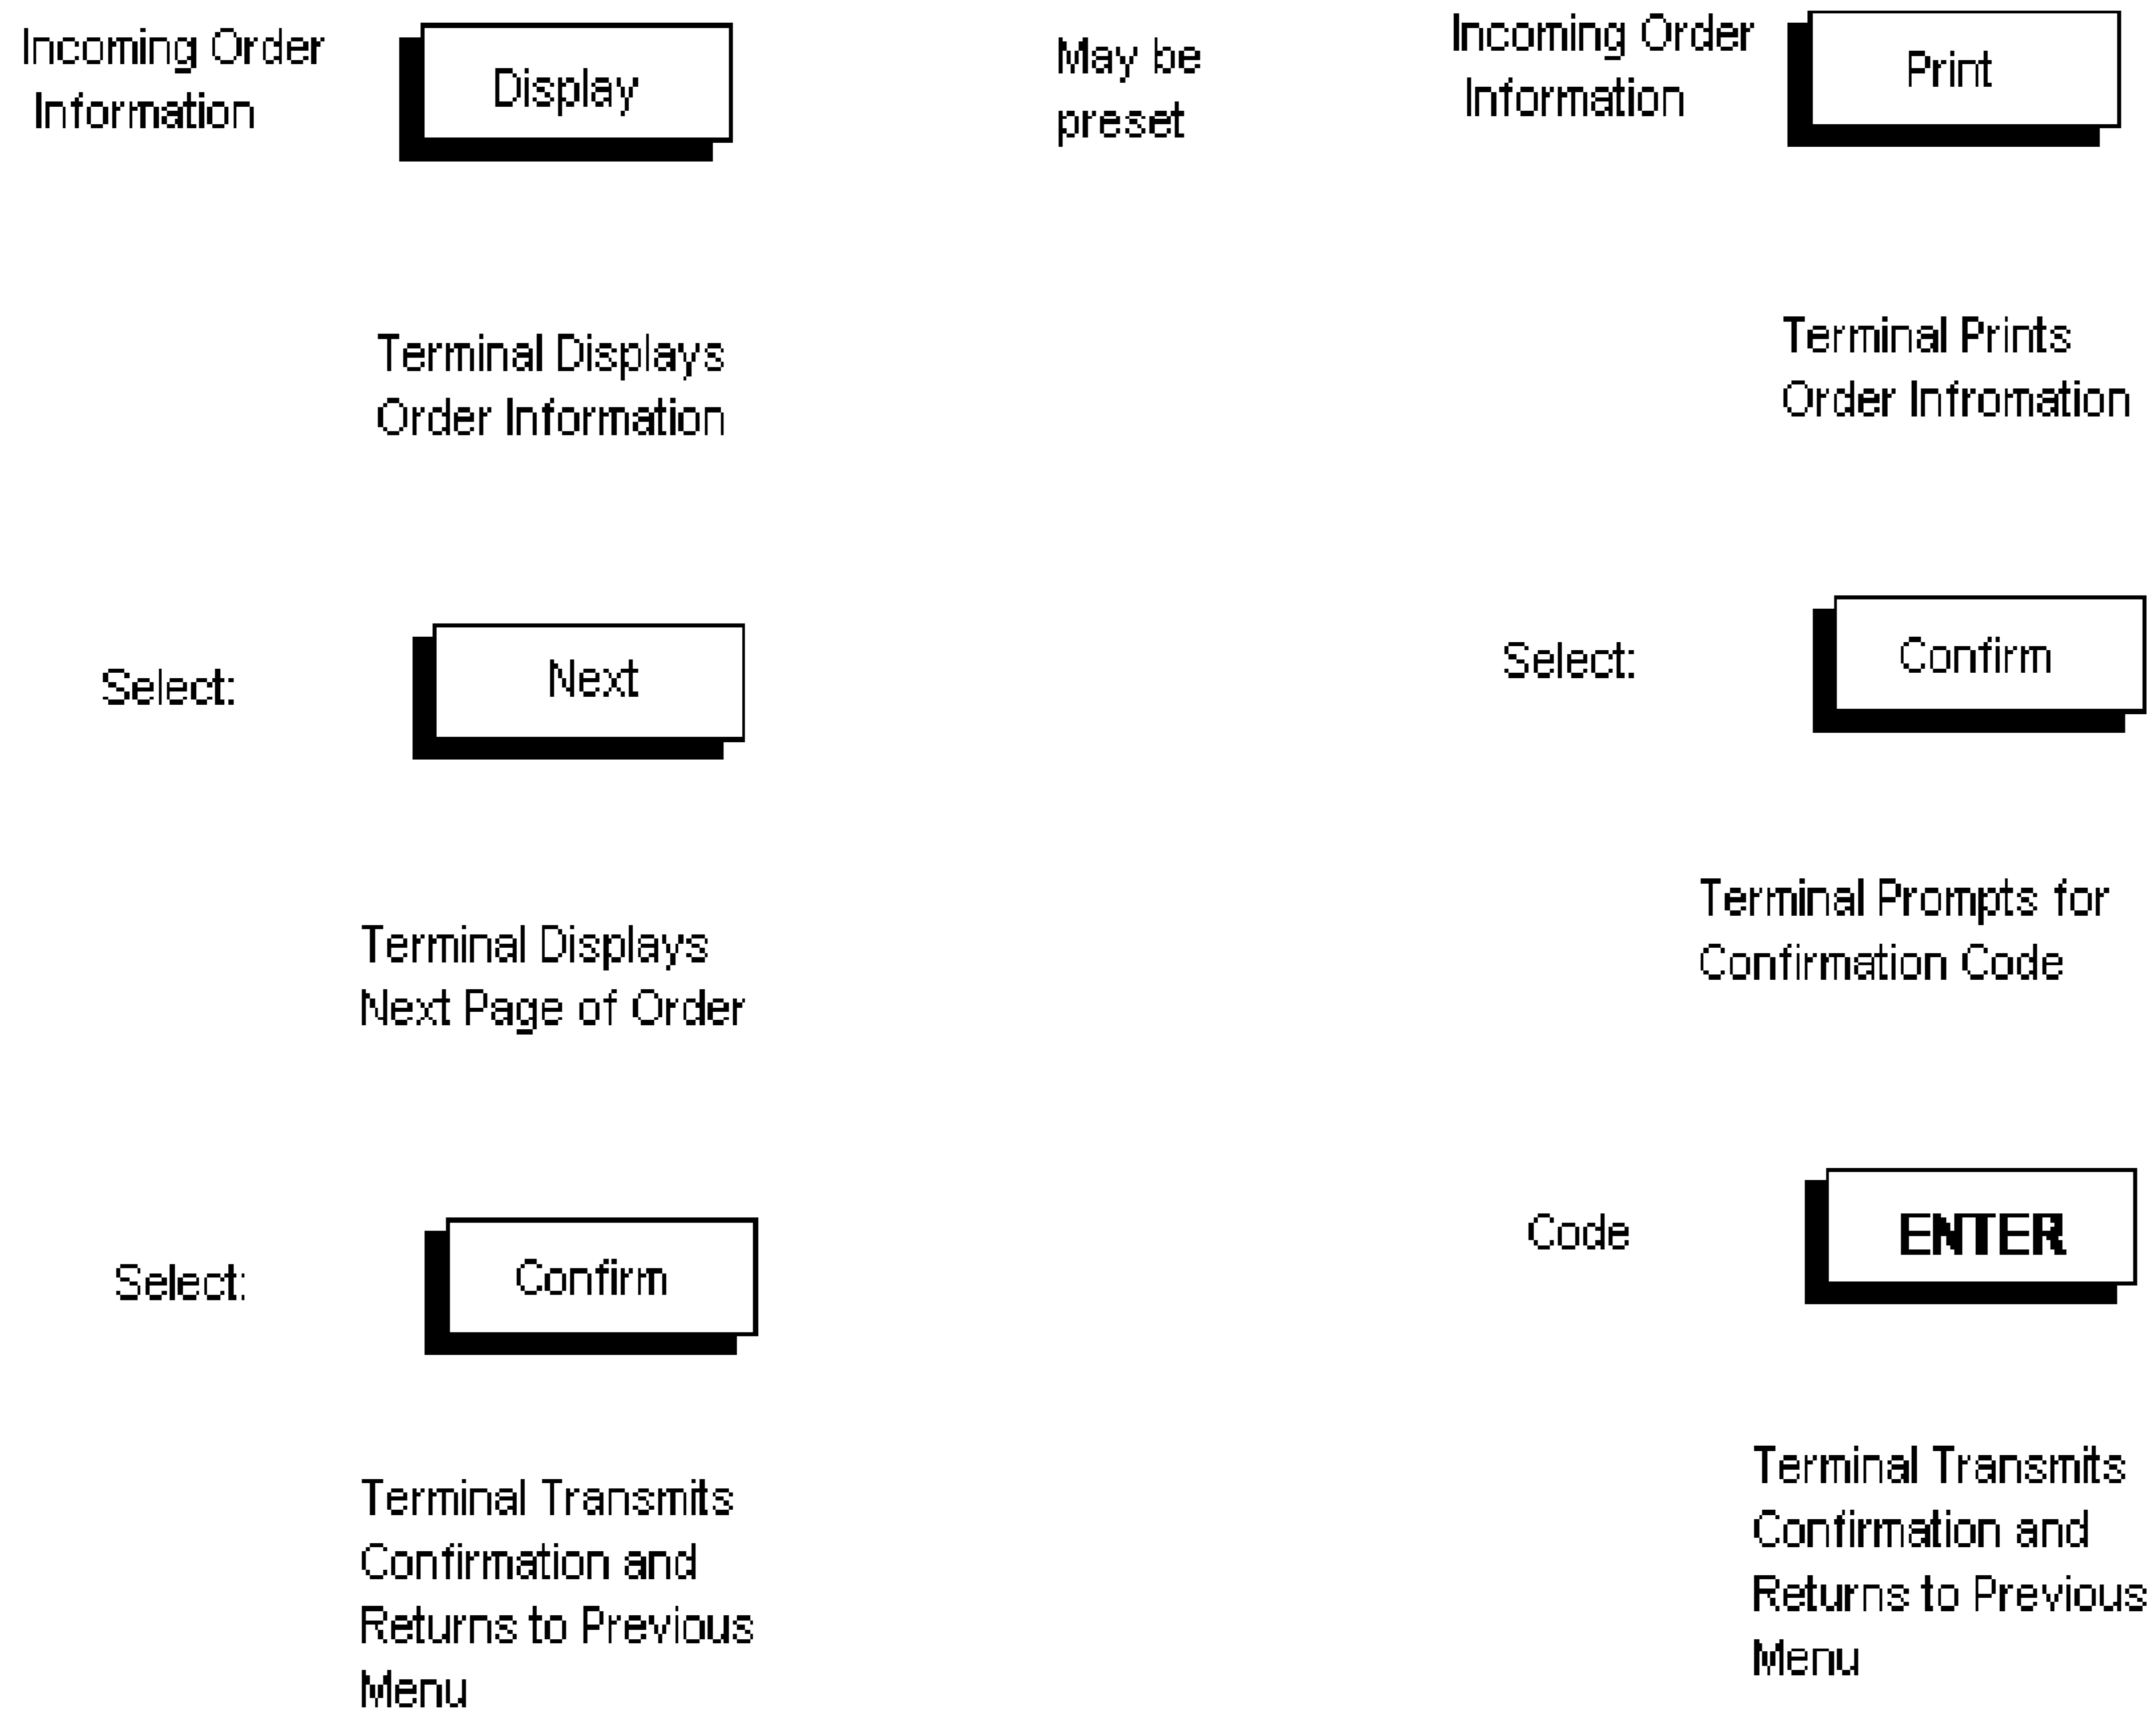 Incoming Order
Information
Display
Terminal Displays
Order Information
Select:
Next
Terminal Displays
Next Page of Order
Select:
Confirm
Terminal Transmits
Confirmation and
Returns to Previous
Menu
May be
preset
Incoming Order
Information
Print
Terminal Prints
Order Infromation
Select:
Confirm
Terminal Prompts for
Confirmation Code
Code
ENTER
Terminal Transmits
Confirmation and
Returns to Previous
Menu